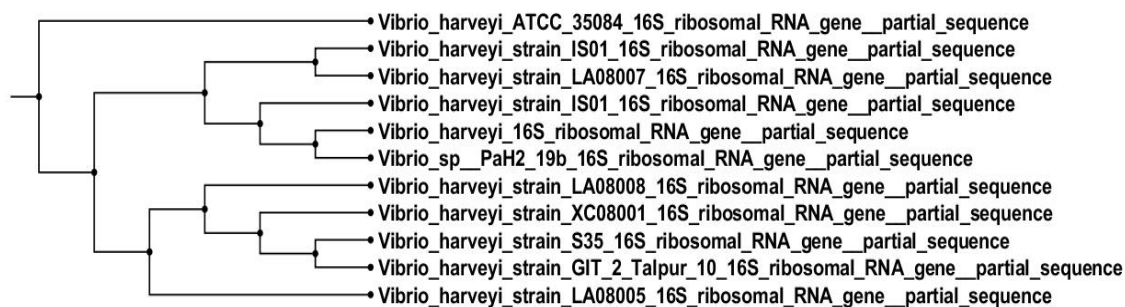 Vibrio_harveyi_ATCC_35084_16S_ribosomal_RNA_gene__partial_sequence
Vibrio_harveyi_strain_IS01_16S_ribosomal_RNA_gene__partial_sequence
Vibrio_harveyi_strain_LA08007_16S_ribosomal_RNA_gene__partial_sequence
Vibrio_harveyi_strain_IS01_16S_ribosomal_RNA_gene__partial_sequence
Vibrio_harveyi_16S_ribosomal_RNA_gene__partial_sequence
Vibrio_sp__PaH2_19b_16S_ribosomal_RNA_gene__partial_sequence
Vibrio_harveyi_strain_LA08008_16S_ribosomal_RNA_gene__partial_sequence
Vibrio_harveyi_strain_XC08001_16S_ribosomal_RNA_gene__partial_sequence
Vibrio_harveyi_strain_S35_16S_ribosomal_RNA_gene__partial_sequence
Vibrio_harveyi_strain_GIT_2_Talpur_10_16S_ribosomal_RNA_gene__partial_sequence
Vibrio_harveyi_strain_LA08005_16S_ribosomal_RNA_gene__partial_sequence